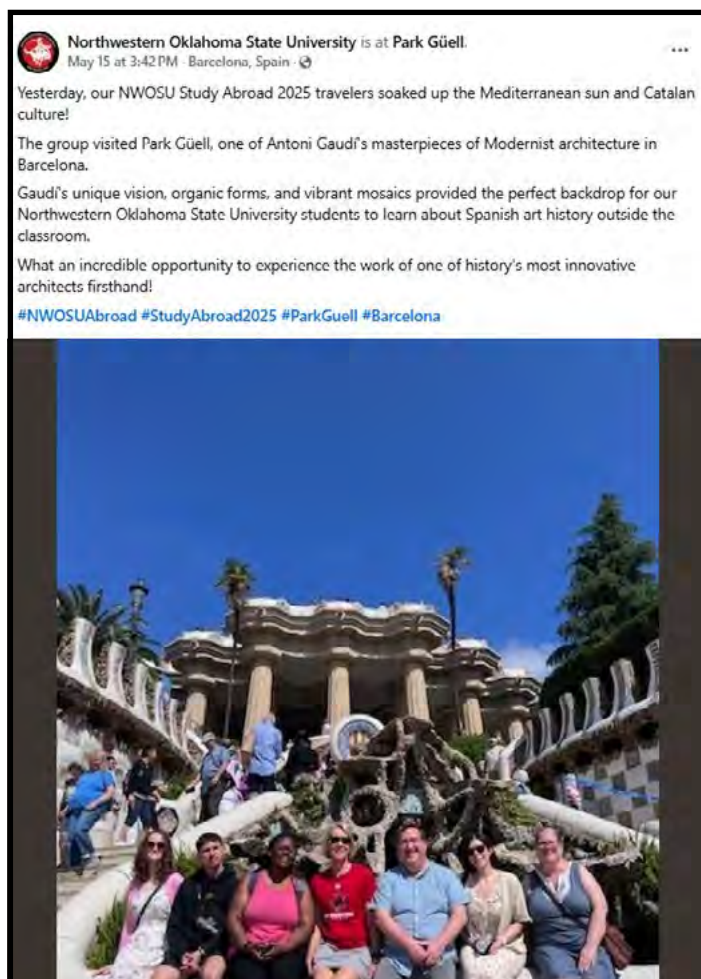 Northwestern Oklahoma State University is at Park Güell.
May 15 at 3:42 PM · Barcelona, Spain ·
Yesterday, our NWOSU Study Abroad 2025 travelers soaked up the Mediterranean sun and Catalan
culture!
The group visited Park Güell, one of Antoni Gaudí's masterpieces of Modernist architecture in
Barcelona.
Gaudí's unique vision, organic forms, and vibrant mosaics provided the perfect backdrop for our
Northwestern Oklahoma State University students to learn about Spanish art history outside the
classroom.
What an incredible opportunity to experience the work of one of history's most innovative
architects firsthand!
#NWOSUAbroad #StudyAbroad2025 #ParkGuell #Barcelona